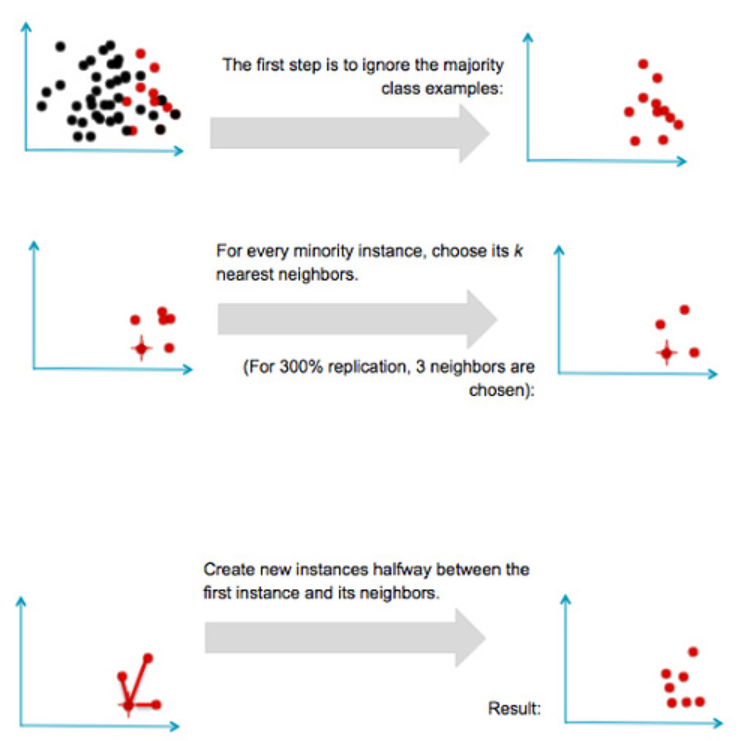 The first step is to ignore the majority
class examples:
For every minority instance, choose its k
nearest neighbors.
(For 300% replication, 3 neighbors are
chosen):
Create new instances halfway between the
first instance and its neighbors.
Result: